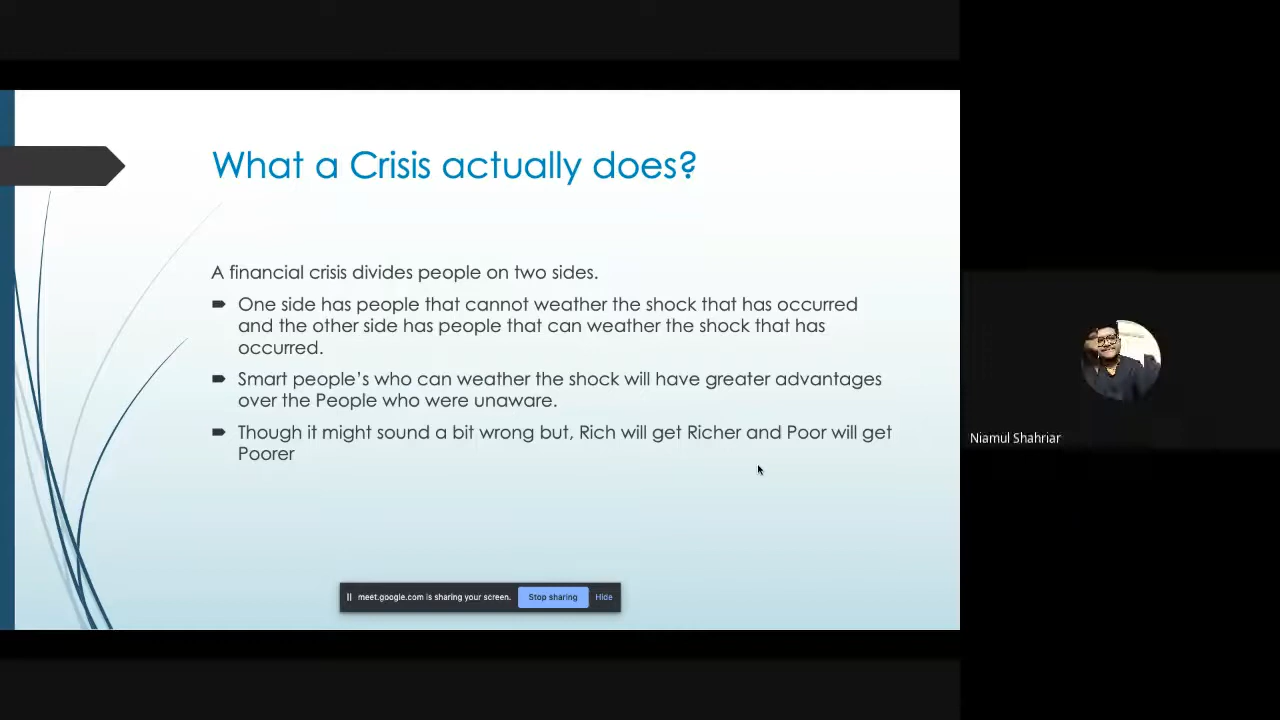 What a Crisis actually does?
A financial crisis divides people on two sides.
One side has people that cannot weather the shock that has occurred
and the other side has people that can weather the shock that has
occurred.
Smart people's who can weather the shock will have greater advantages
over the People who were unaware.
Though it might sound a bit wrong but, Rich will get Richer and Poor will get
Poorer
meet.google.com is sharing your screen. Stop sharing Hide
Niamul Shahriar